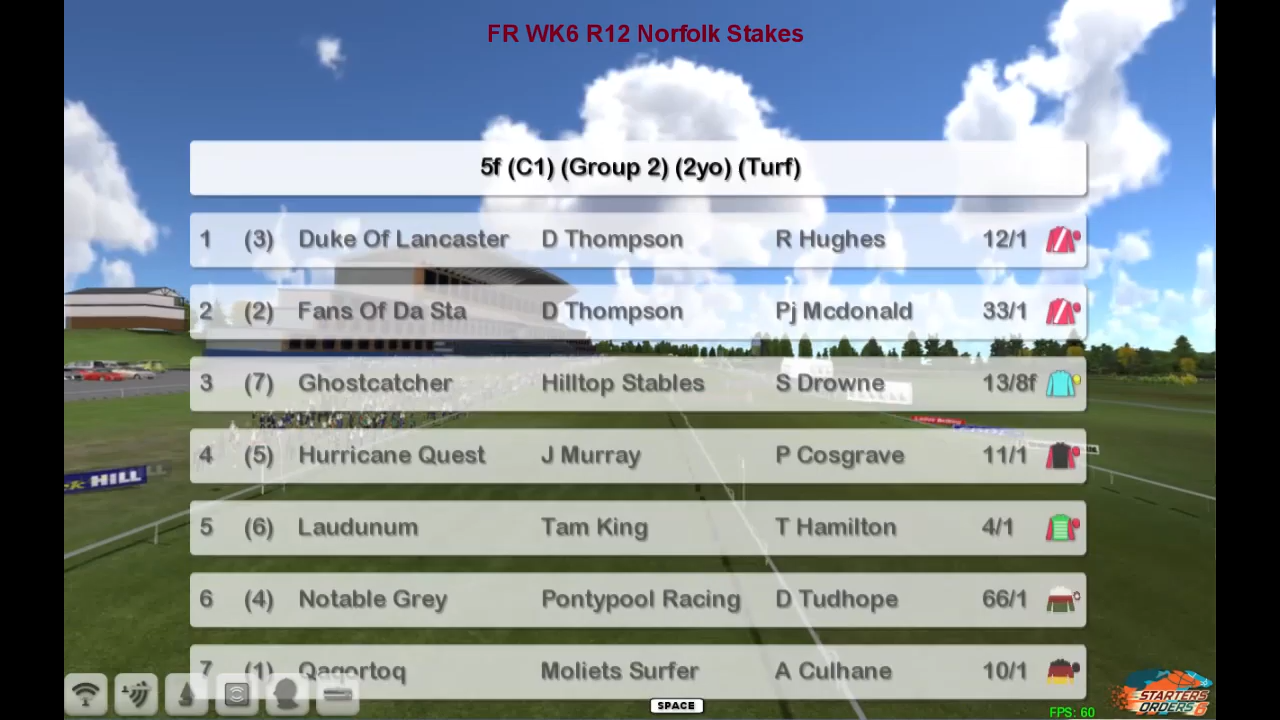 FR WK6 R12 Norfolk Stakes
5f (C1) (Group 2) (2yo) (Turf)
1 (3) Duke Of Lancaster D Thompson R Hughes 12/1
2 (2) Fans Of Da Sta D Thompson Pj Mcdonald 33/1
3 (7) Ghostcatcher Hilltop Stables S Drowne 13/8f
4 (5) Hurricane Quest J Murray P Cosgrave 11/1
HILL
5 (6) Laudunum Tam King T Hamilton 4/1
6 (4) Notable Grey Pontypool Racing D Tudhope 66/1
7 (1) Qaqortoq Moliets Surfer A Culhane 10/1
SPACE
FPS: 60
STARTERS
ORDERS 6